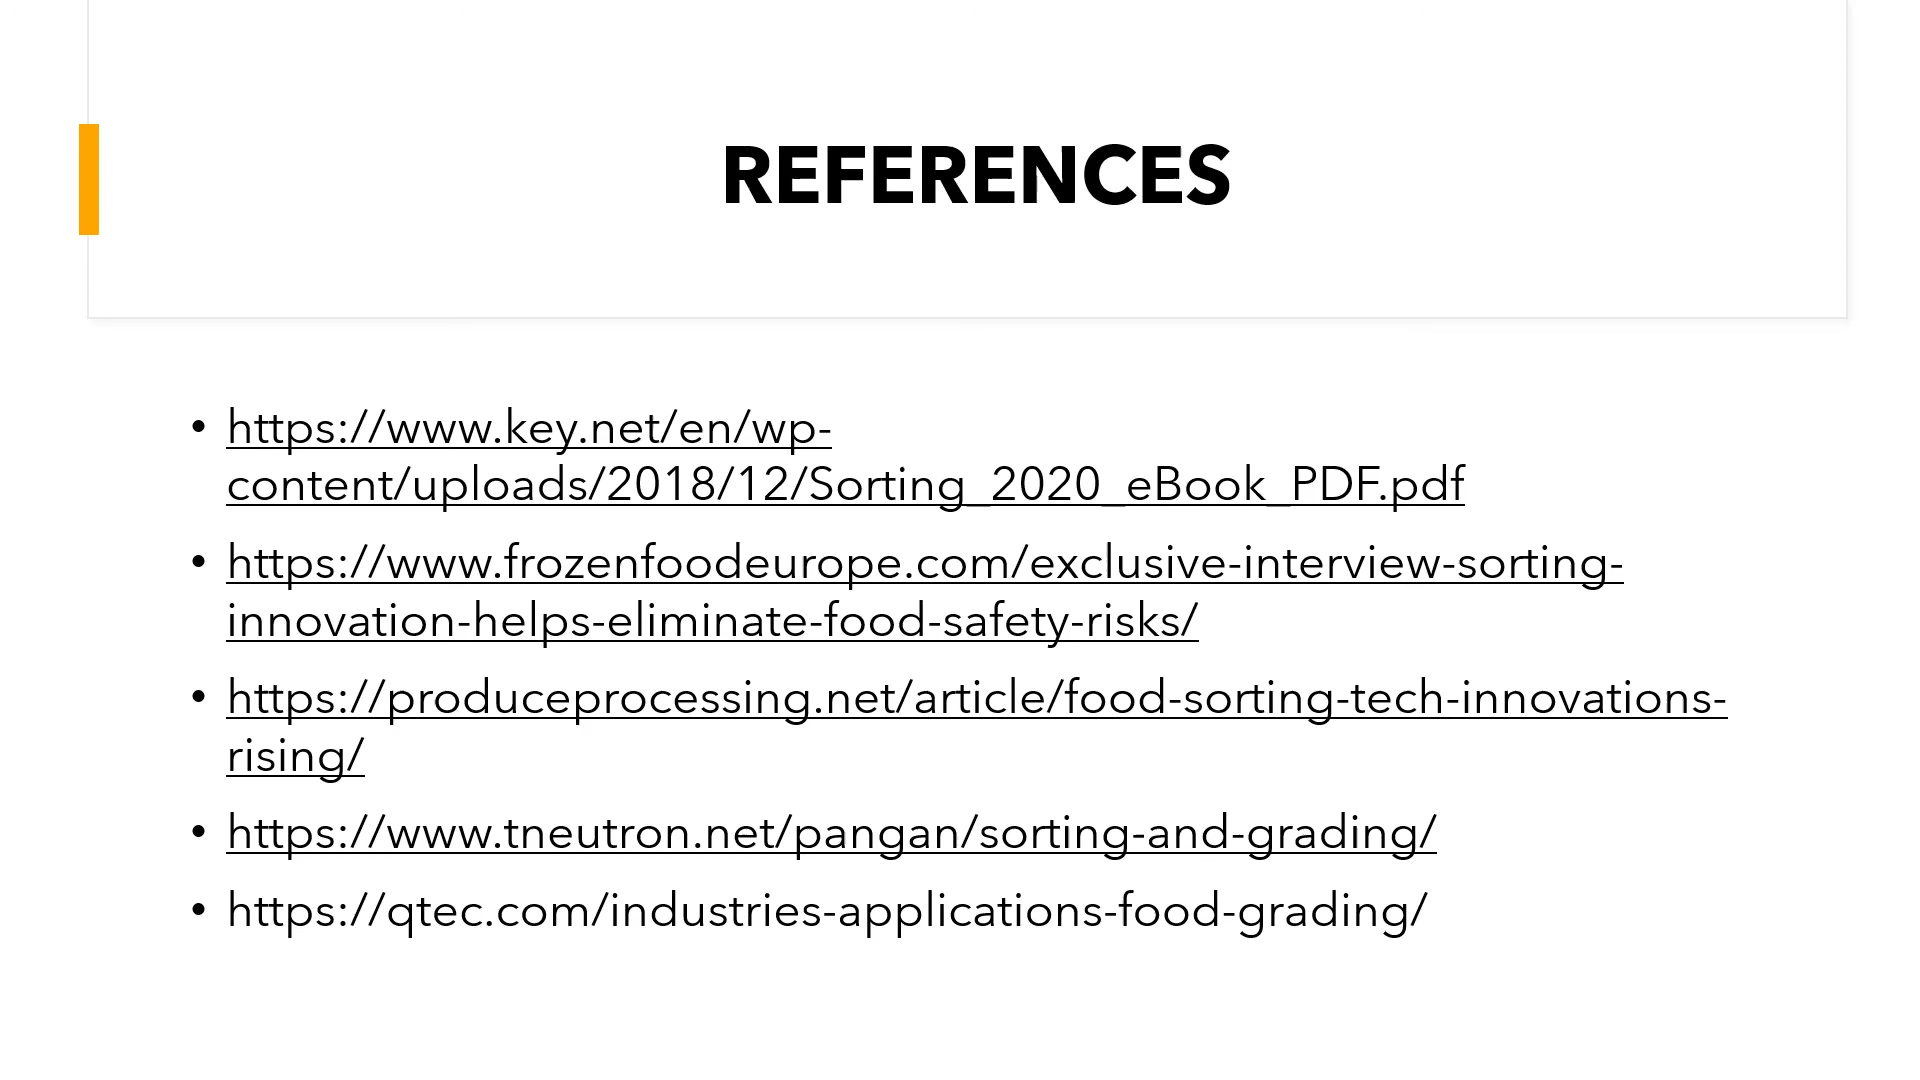 REFERENCES
• https://www.key.net/en/wp-
content/uploads/2018/12/Sorting_2020_eBook_PDF.pdf
• https://www.frozenfoodeurope.com/exclusive-interview-sorting-
innovation-helps-eliminate-food-safety-risks/
• https://produceprocessing.net/article/food-sorting-tech-innovations-
rising/
• https://www.tneutron.net/pangan/sorting-and-grading/
• https://qtec.com/industries-applications-food-grading/